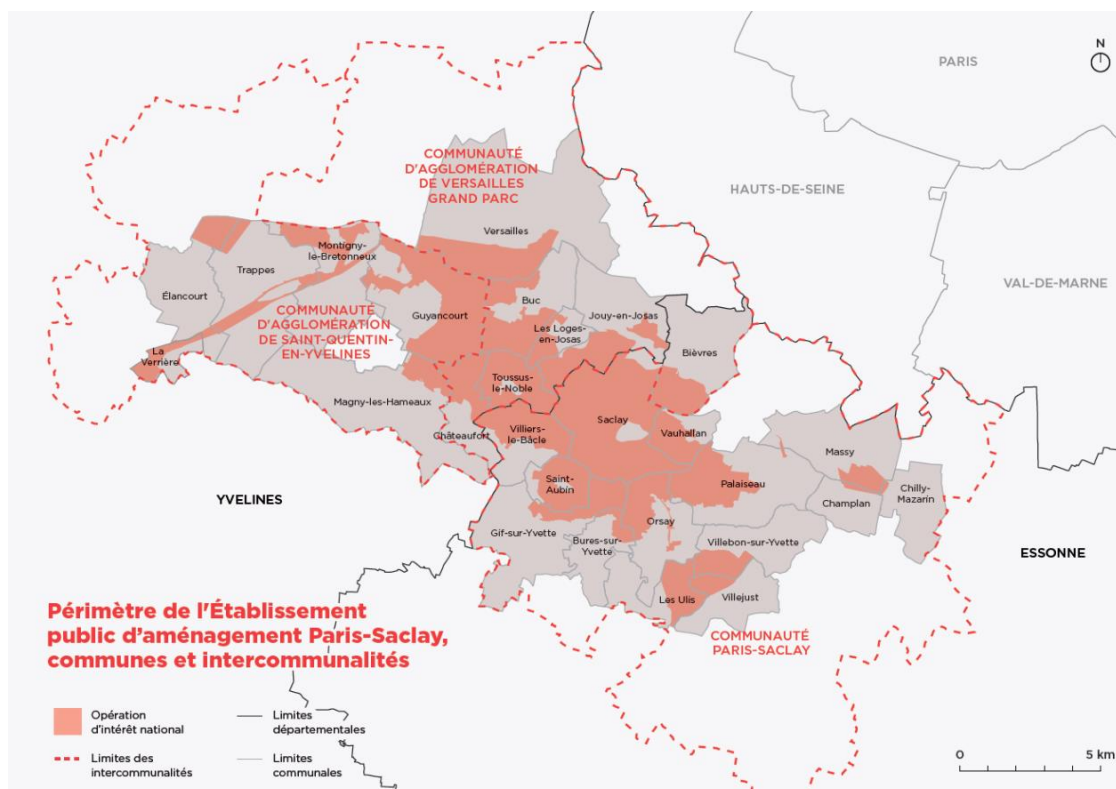 PARIS
N
COMMUNAUTÉ
D'AGGLOMÉRATION
DE VERSAILLES
GRAND PARC
HAUTS-DE-SEINE
Versailles
Montigny-
le-Bretonneux
Trappes
VAL-DE-MARNE
Élancourt
Buc
COMMUNAUTÉ
D'AGGLOMÉRATION
DE SAINT-QUENTIN-
EN-YVELINES
Guyancourt
Jouy-en-Josas
Les Loges-
en-Josas
Bièvres
La
Verrière
Toussus-
le-Noble
Magny-les-Hameaux
Saclay
Châteaufort
Villiers-
le-Bâcle
Vauhallan
Massy
Saint-
Aubin
Palaiseau
Chilly-
Mazarin
YVELINES
Champlan
Orsay
Gif-sur-Yvette
Bures-sur-
Yvette
Villebon-sur-Yvette
ESSONNE
Les Ulis
Villejust
COMMUNAUTÉ
PARIS-SACLAY
Périmètre de l'Établissement
public d'aménagement Paris-Saclay,
communes et intercommunalités
Opération
d'intérêt national
Limites
départementales
Limites des
intercommunalités
Limites
communales
0 5 km